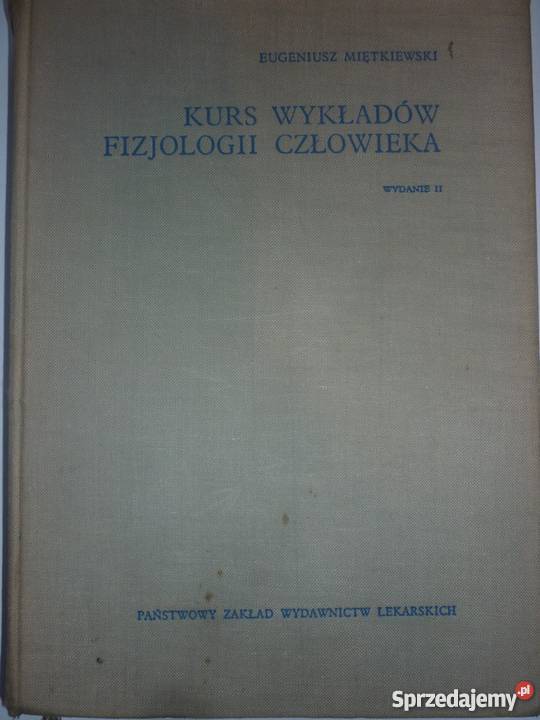 EUGENIUSZ MIĘTKIEWSKI
KURS WYKŁADÓW
FIZJOLOGII CZŁOWIEKA
WYDANIE II
PAŃSTWOWY ZAKŁAD WYDAWNICTW LEKARSKICH
Sprzedajemy.pl